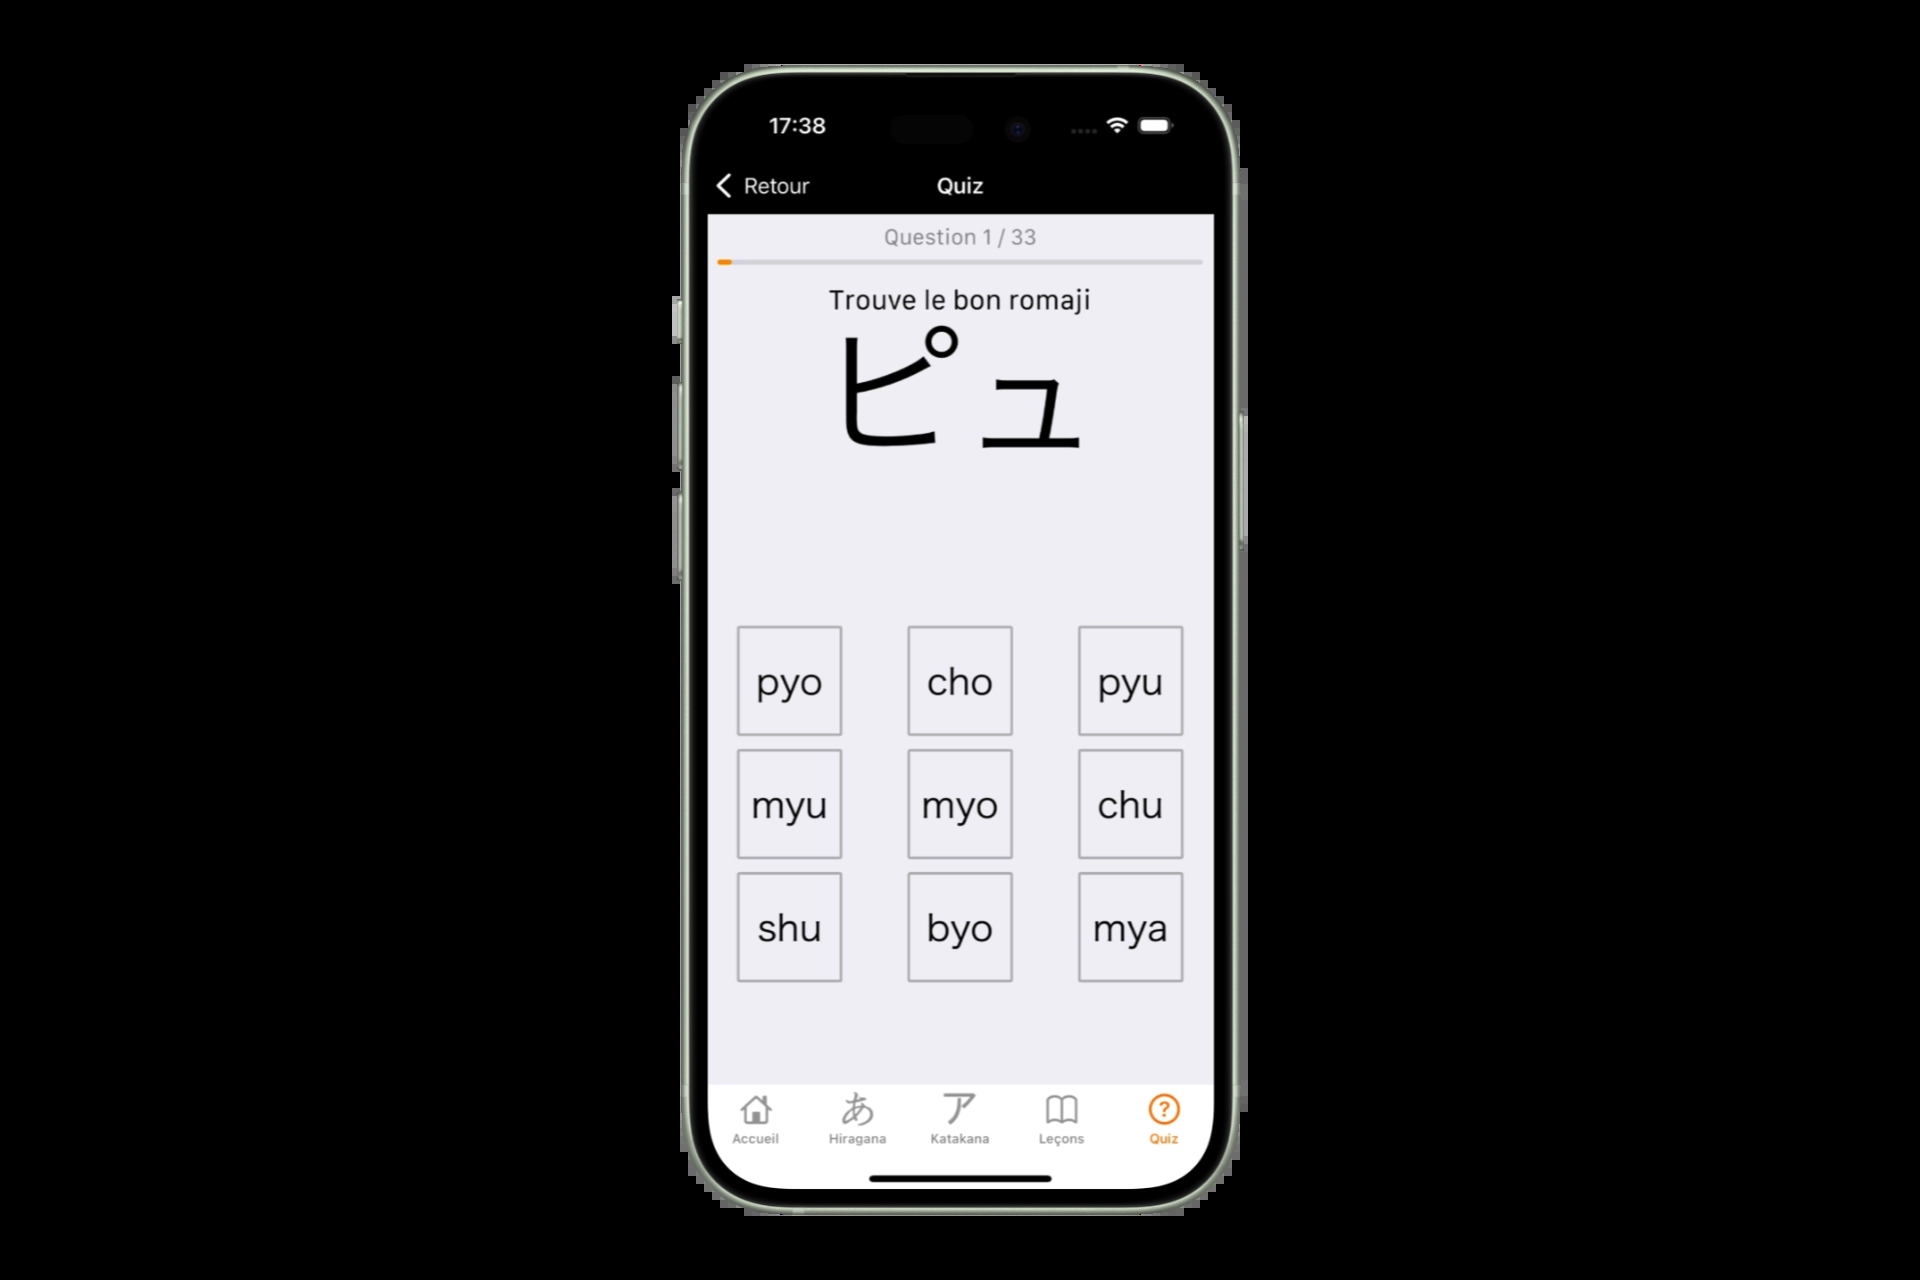 17:38
Retour
Quiz
Question 1 / 33
Trouve le bon romaji
ピュ
pyo cho pyu
myu myo chu
shu byo mya
あ ア ?
Accueil Hiragana Katakana Leçons Quiz